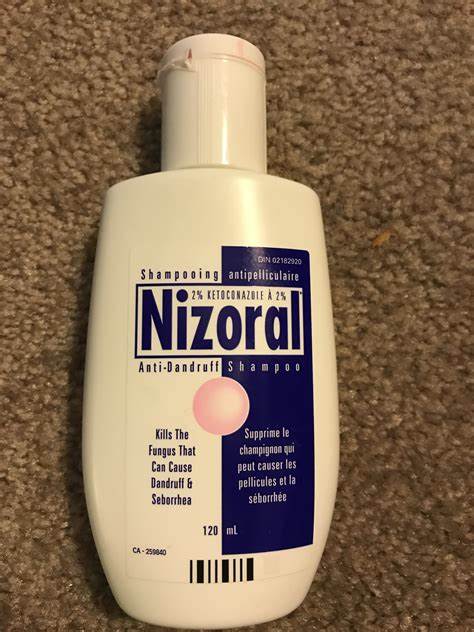 DIN 02182920
Shampooing antipelliculaire
2% KETOCONAZOLE À 2%
Nizoral
Anti-Dandruff Shampoo
Kills The
Fungus That
Can Cause
Dandruff &
Seborrhea
Supprime le
champignon qui
peut causer les
pellicules et la
séborrhée
120 mL
CA - 259840